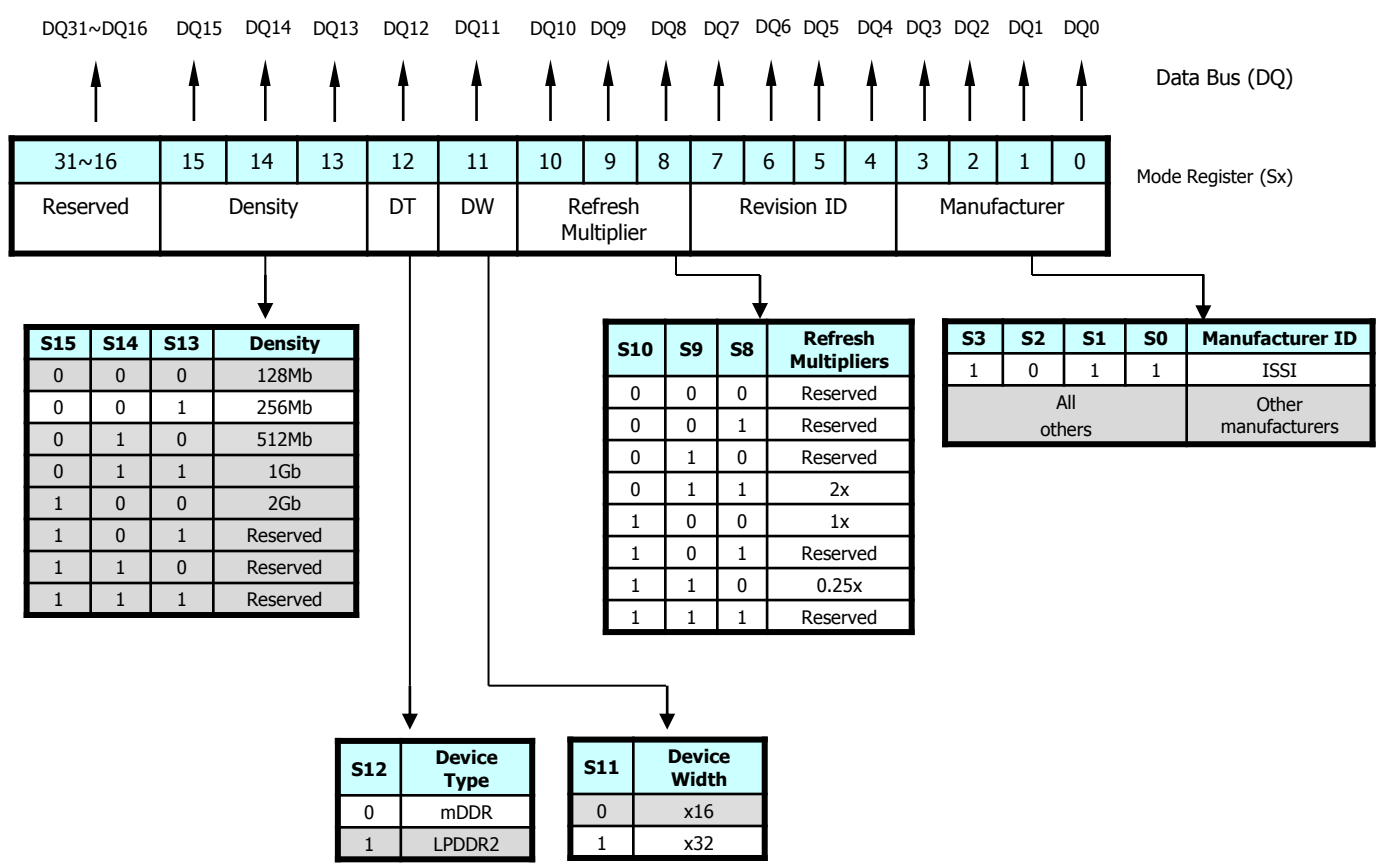 DQ31~DQ16 DQ15 DQ14 DQ13 DQ12 DQ11 DQ10 DQ9 DQ8 DQ7 DQ6 DQ5 DQ4 DQ3 DQ2 DQ1 DQ0
Data Bus (DQ)
31~16 15 14 13 12 11 10 9 8 7 6 5 4 3 2 1 0
Mode Register (Sx)
Reserved Density DT DW Refresh Multiplier Revision ID Manufacturer
S15 S14 S13 Density
0 0 0 128Mb
0 0 1 256Mb
0 1 0 512Mb
0 1 1 1Gb
1 0 0 2Gb
1 0 1 Reserved
1 1 0 Reserved
1 1 1 Reserved
S10 S9 S8 Refresh Multipliers
0 0 0 Reserved
0 0 1 Reserved
0 1 0 Reserved
0 1 1 2x
1 0 0 1x
1 0 1 Reserved
1 1 0 0.25x
1 1 1 Reserved
S3 S2 S1 S0 Manufacturer ID
1 0 1 1 ISSI
All others Other manufacturers
S12 Device Type
0 mDDR
1 LPDDR2
S11 Device Width
0 x16
1 x32